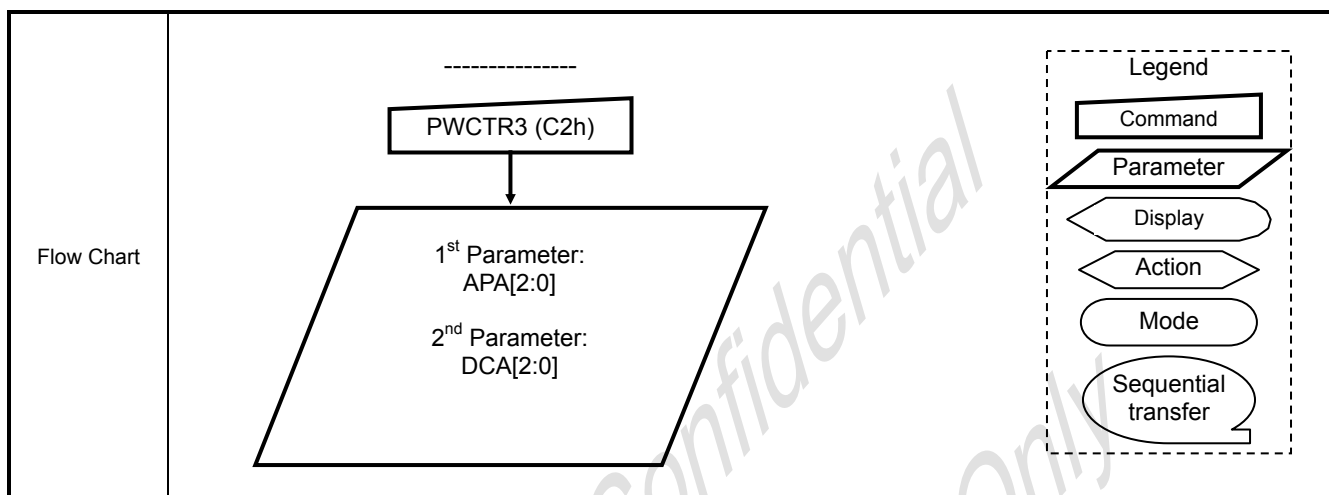 Flow Chart
---------------
PWCTR3 (C2h)
1st Parameter:
APA[2:0]
2nd Parameter:
DCA[2:0]
Legend
Command
Parameter
Display
Action
Mode
Sequential
transfer
Confidential
Only